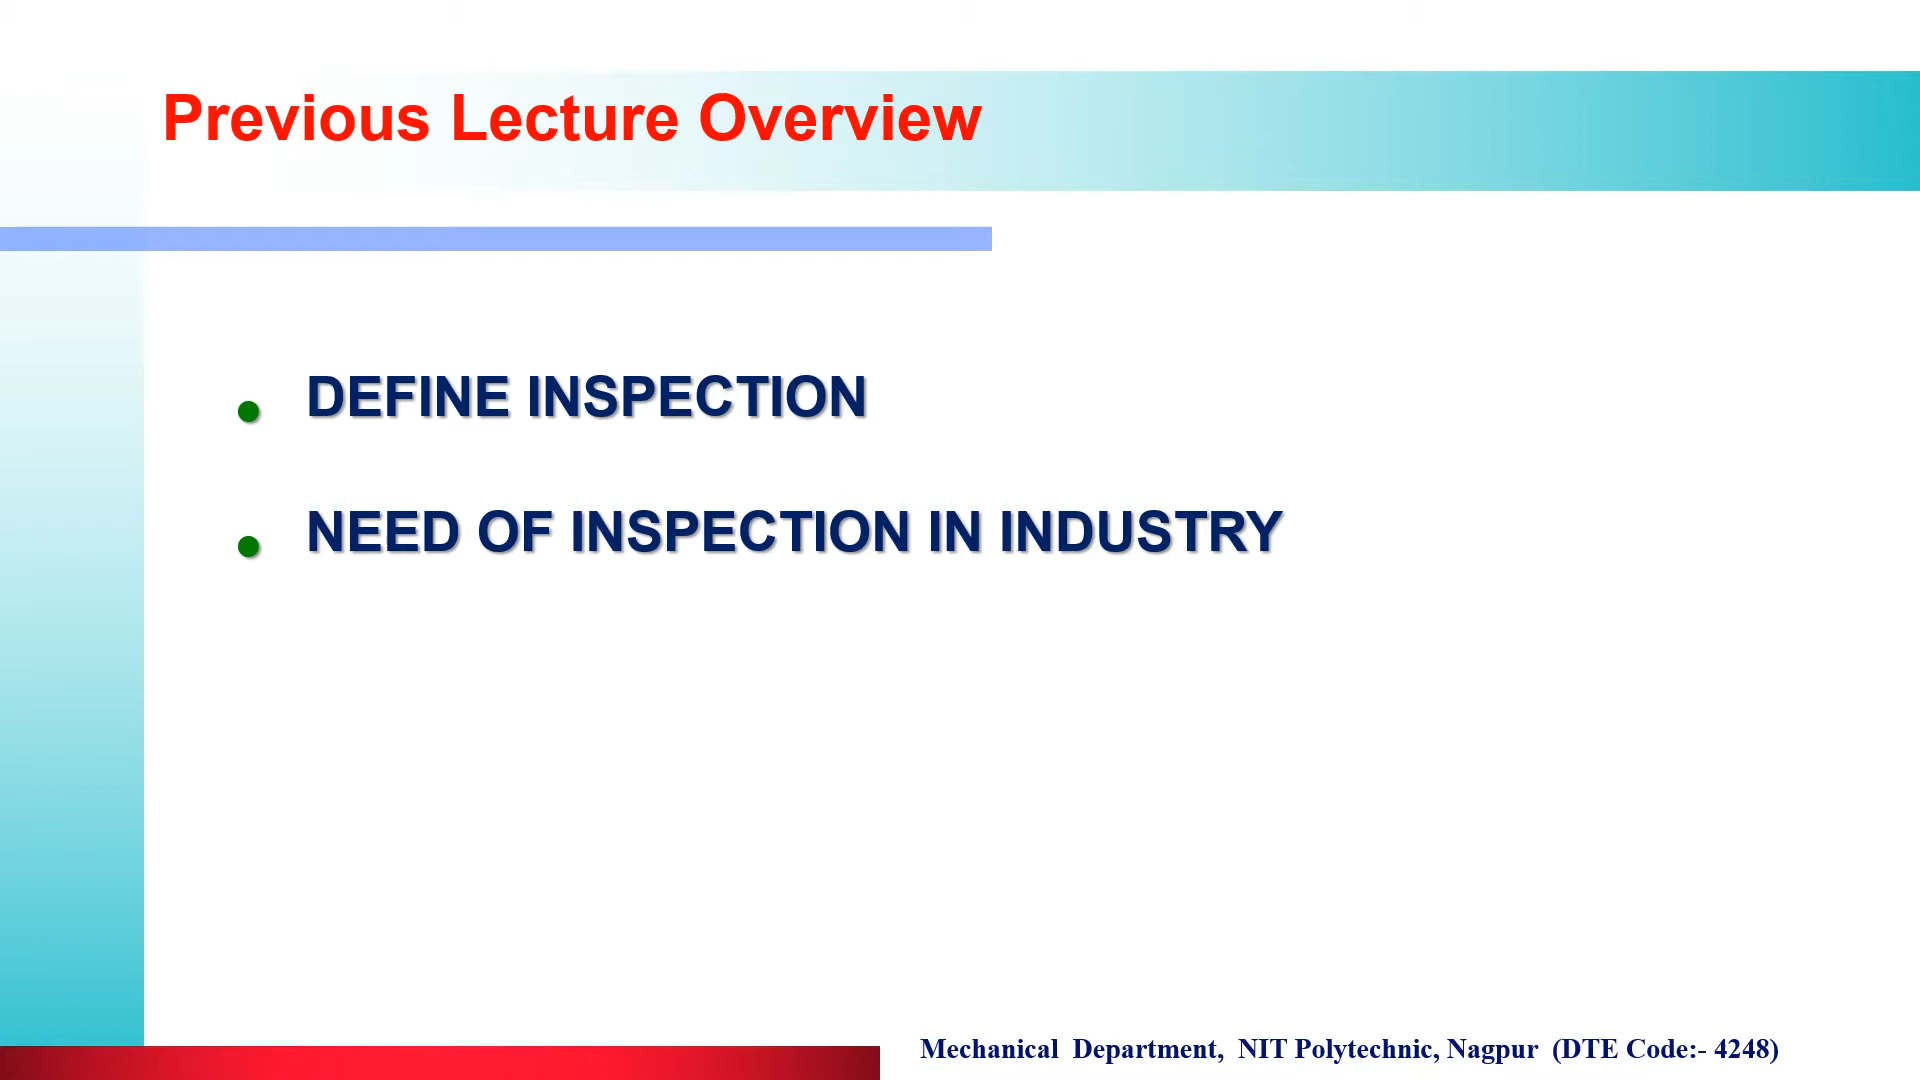 Previous Lecture Overview
• DEFINE INSPECTION
• NEED OF INSPECTION IN INDUSTRY
Mechanical Department, NIT Polytechnic, Nagpur (DTE Code:- 4248)